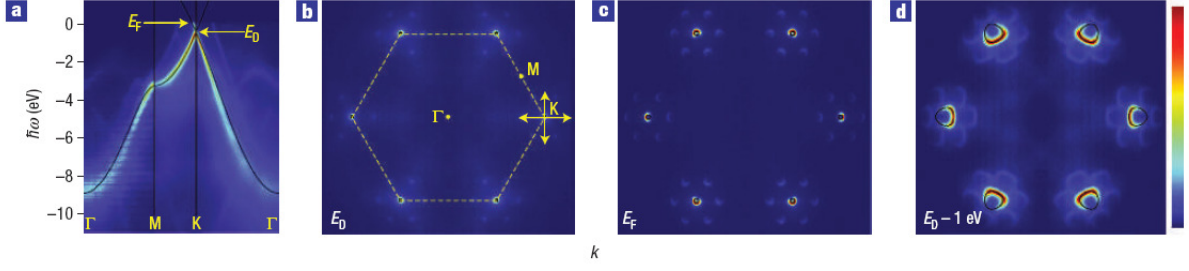 a
E_F
E_D
0
−2
−4
−6
−8
−10
ħω (eV)
Γ M K Γ
b
M
Γ
K
E_D
c
E_F
d
E_D − 1 eV
k